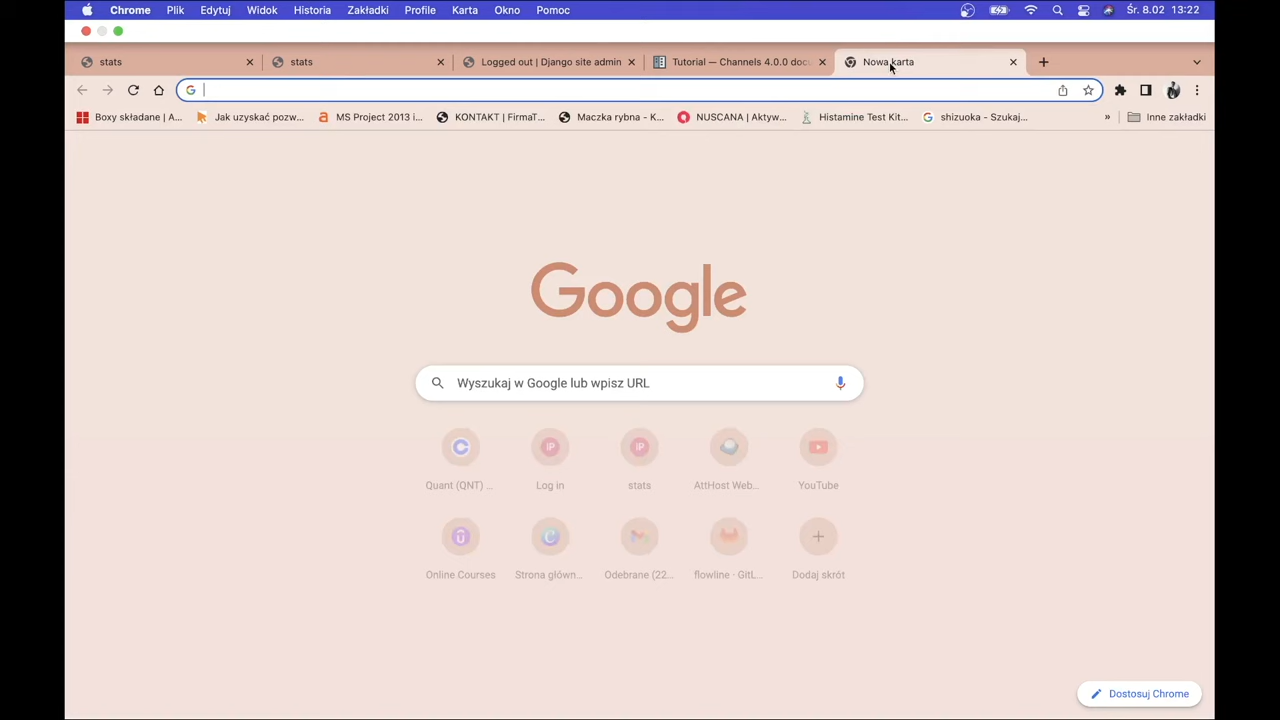 Chrome Plik Edytuj Widok Historia Zakładki Profile Karta Okno Pomoc Śr. 8.02 13:22
stats stats Logged out | Django site admin Tutorial — Channels 4.0.0 docu Nowa karta
Boxy składane | A... Jak uzyskać pozw... MS Project 2013 i... KONTAKT | FirmaT... Maczka rybna - K... NUSCANA | Aktyw... Histamine Test Kit... shizuoka - Szukaj... » Inne zakładki
Google
Wyszukaj w Google lub wpisz URL
Quant (QNT) ... Log in stats AttHost Web... YouTube
Online Courses Strona główn... Odebrane (22... flowline · GitL... Dodaj skrót
Dostosuj Chrome